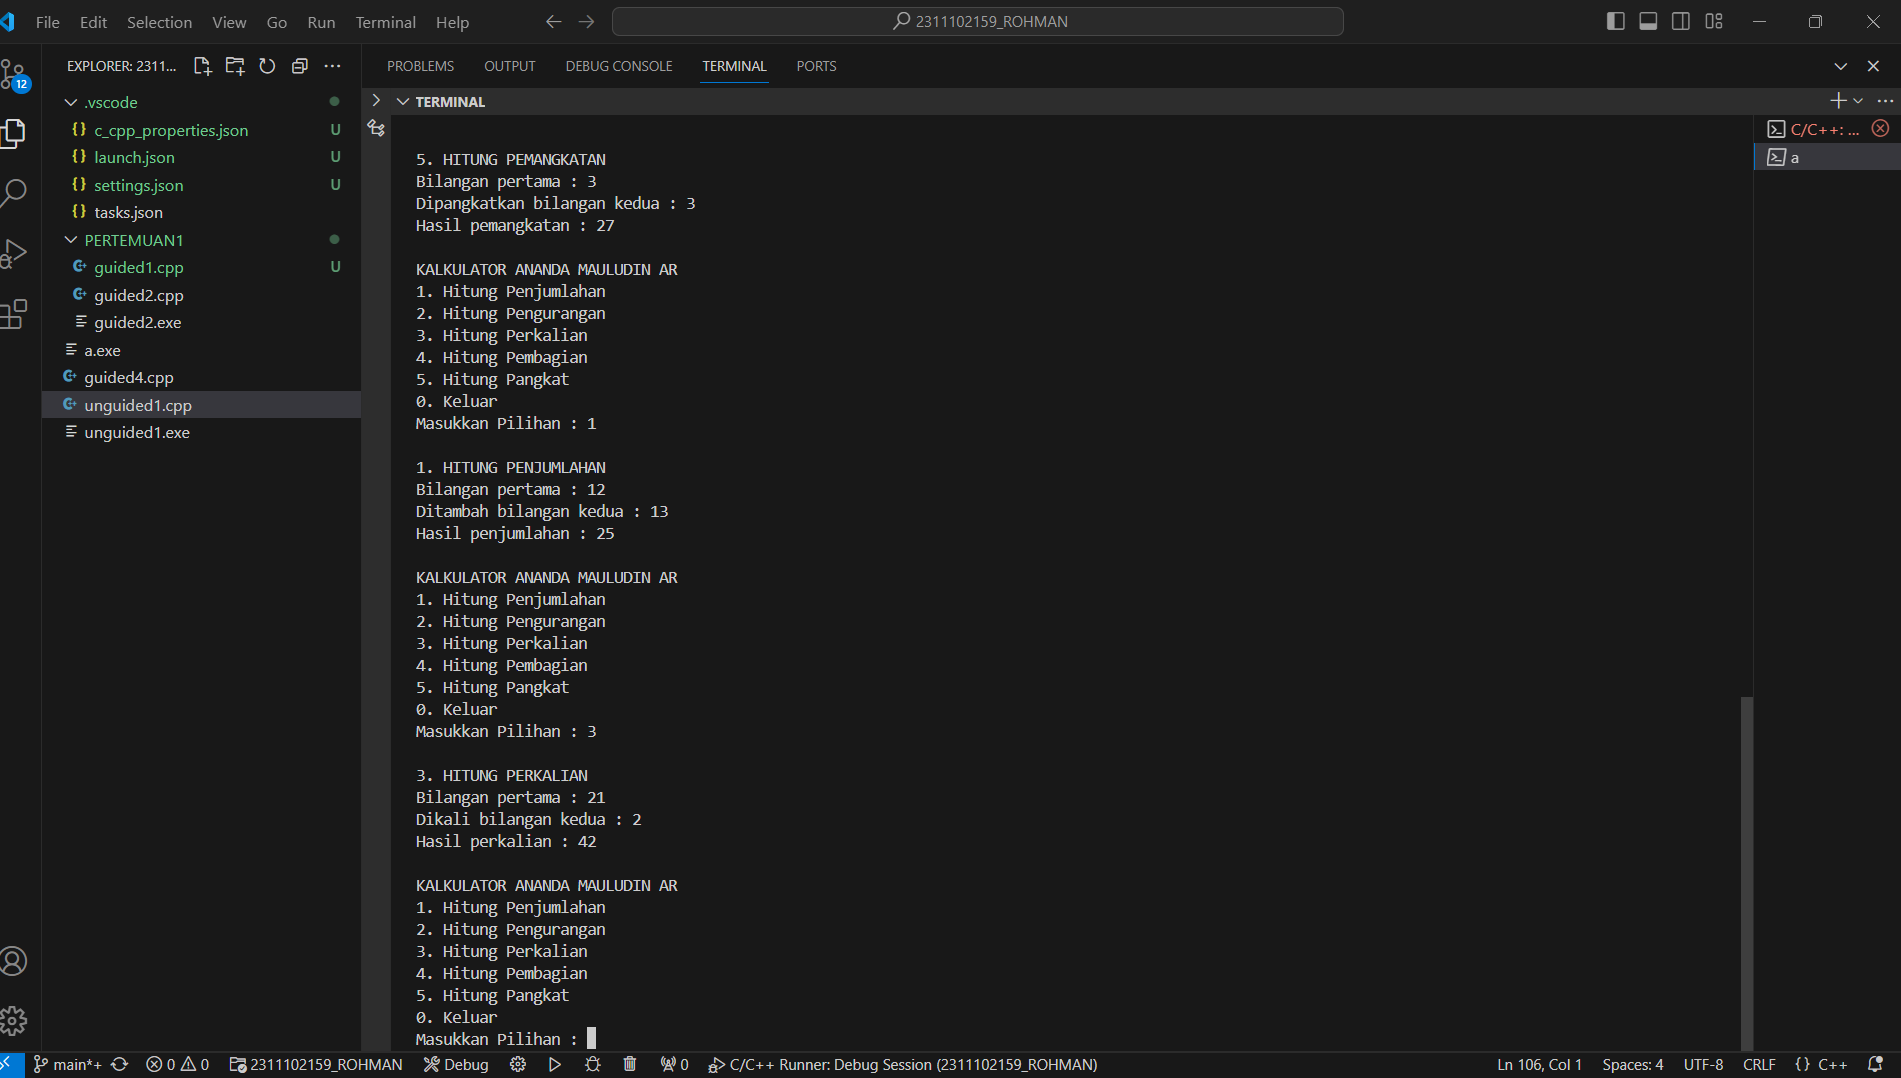 File Edit Selection View Go Run Terminal Help
2311102159_ROHMAN
12
EXPLORER: 2311...
.vscode
{} c_cpp_properties.json U
{} launch.json U
{} settings.json U
{} tasks.json
PERTEMUAN1
guided1.cpp U
guided2.cpp
guided2.exe
a.exe
guided4.cpp
unguided1.cpp
unguided1.exe
PROBLEMS OUTPUT DEBUG CONSOLE TERMINAL PORTS
TERMINAL
5. HITUNG PEMANGKATAN
Bilangan pertama : 3
Dipangkatkan bilangan kedua : 3
Hasil pemangkatan : 27
KALKULATOR ANANDA MAULUDIN AR
1. Hitung Penjumlahan
2. Hitung Pengurangan
3. Hitung Perkalian
4. Hitung Pembagian
5. Hitung Pangkat
0. Keluar
Masukkan Pilihan : 1
1. HITUNG PENJUMLAHAN
Bilangan pertama : 12
Ditambah bilangan kedua : 13
Hasil penjumlahan : 25
KALKULATOR ANANDA MAULUDIN AR
1. Hitung Penjumlahan
2. Hitung Pengurangan
3. Hitung Perkalian
4. Hitung Pembagian
5. Hitung Pangkat
0. Keluar
Masukkan Pilihan : 3
3. HITUNG PERKALIAN
Bilangan pertama : 21
Dikali bilangan kedua : 2
Hasil perkalian : 42
KALKULATOR ANANDA MAULUDIN AR
1. Hitung Penjumlahan
2. Hitung Pengurangan
3. Hitung Perkalian
4. Hitung Pembagian
5. Hitung Pangkat
0. Keluar
Masukkan Pilihan :
C/C++: ...
a
main*+ 0 0 2311102159_ROHMAN Debug 0 C/C++ Runner: Debug Session (2311102159_ROHMAN) Ln 106, Col 1 Spaces: 4 UTF-8 CRLF {} C++